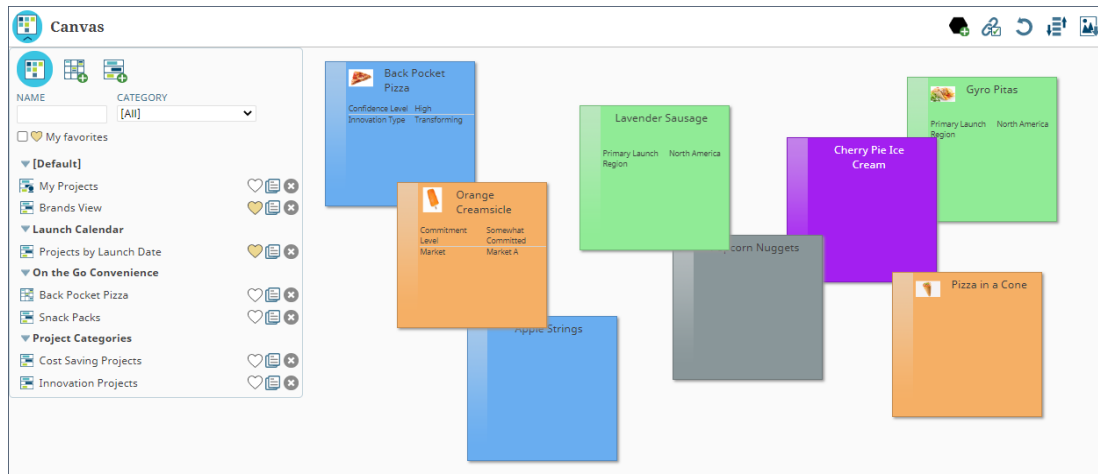 Canvas
NAME
CATEGORY
[All]
My favorites
[Default]
My Projects
Brands View
Launch Calendar
Projects by Launch Date
On the Go Convenience
Back Pocket Pizza
Snack Packs
Project Categories
Cost Saving Projects
Innovation Projects
Back Pocket
Pizza
Confidence Level High
Innovation Type Transforming
Orange
Creamsicle
Commitment Somewhat
Level Committed
Market Market A
Apple Strings
Lavender Sausage
Primary Launch North America
Region
corn Nuggets
Cherry Pie Ice
Cream
Gyro Pitas
Primary Launch North America
Region
Pizza in a Cone